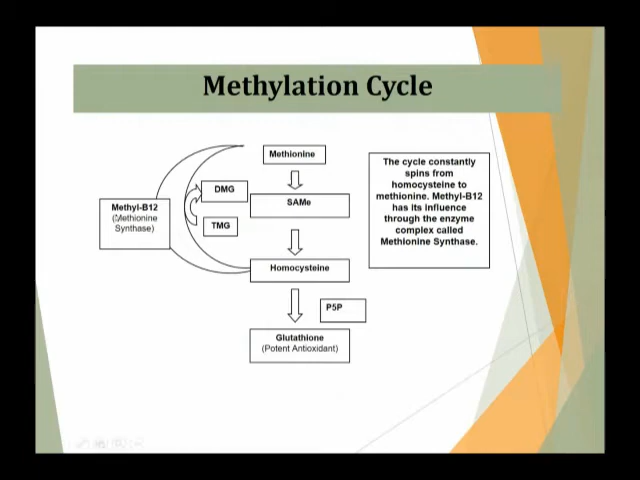 Methylation Cycle
Methionine
DMG
SAMe
Methyl-B12
(Methionine
Synthase)
TMG
Homocysteine
P5P
Glutathione
(Potent Antioxidant)
The cycle constantly
spins from
homocysteine to
methionine. Methyl-B12
has its influence
through the enzyme
complex called
Methionine Synthase.